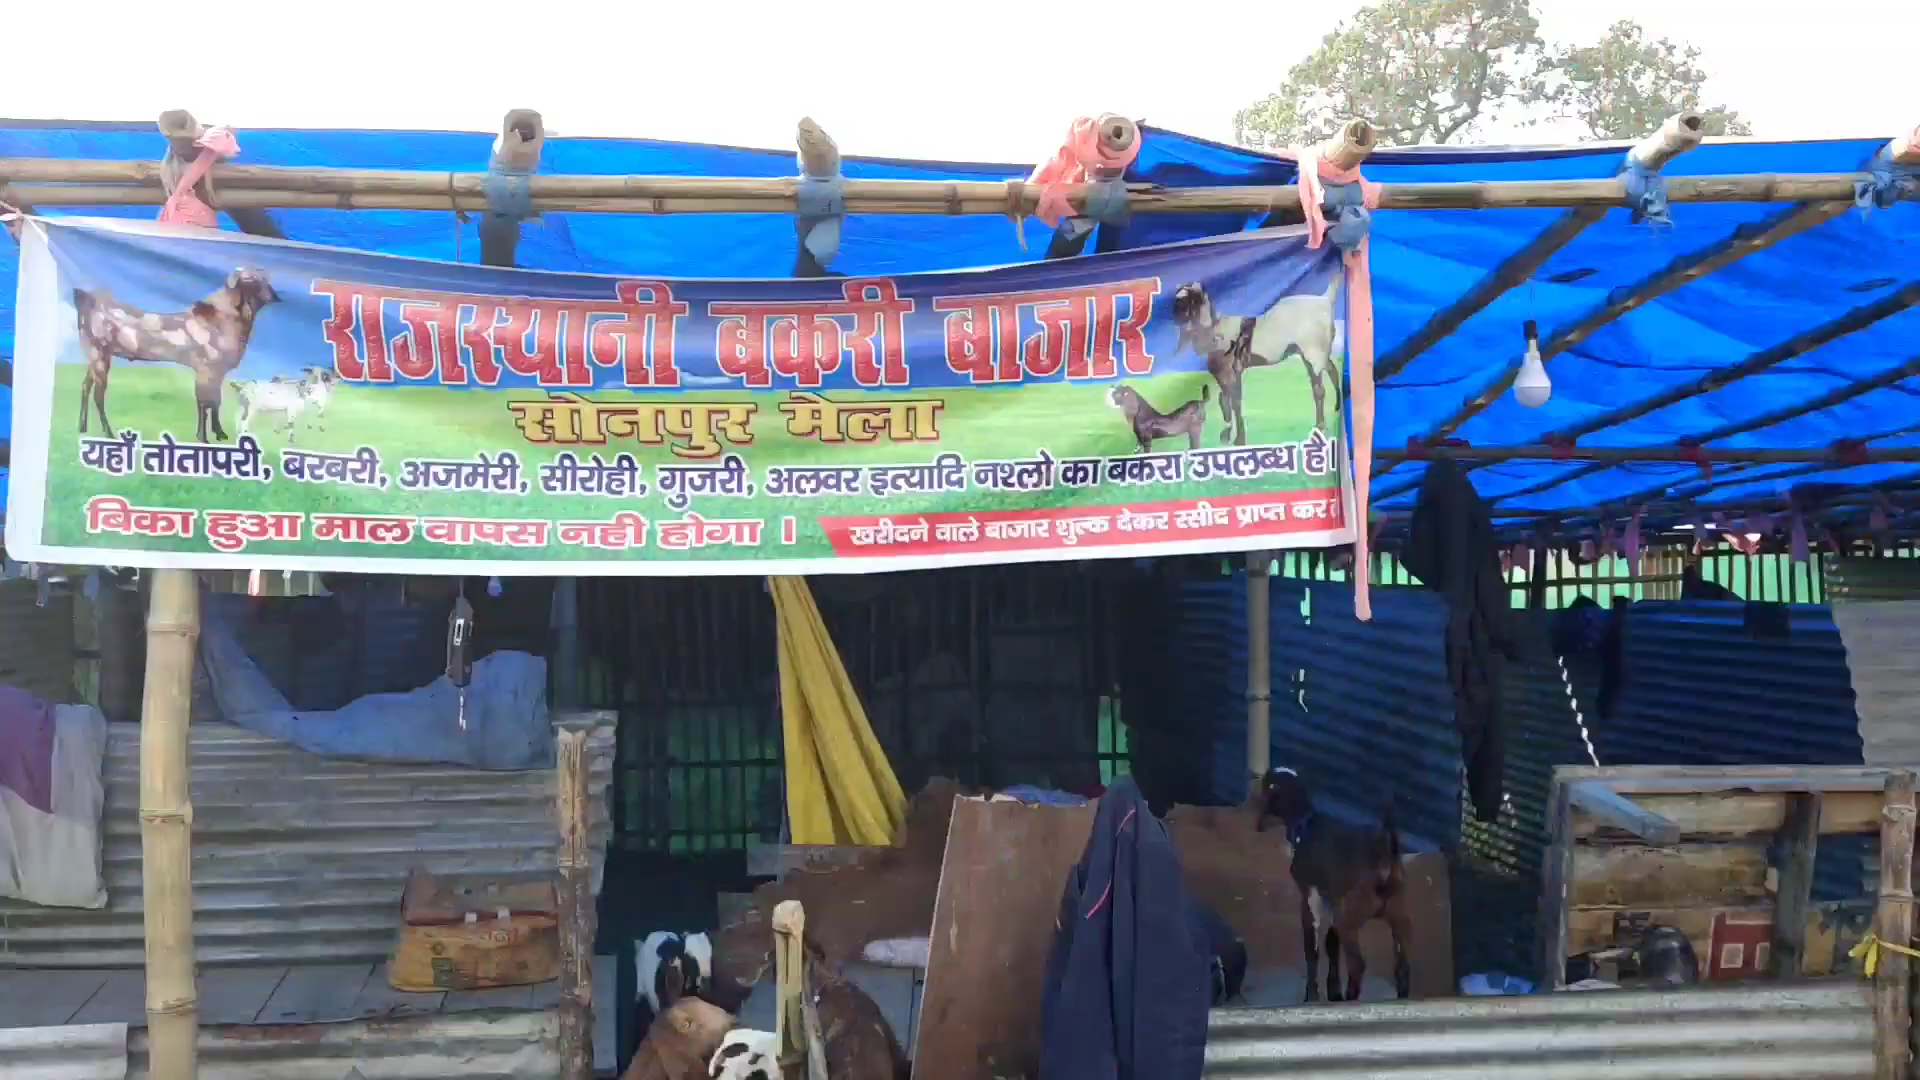 राजस्थानी बकरी बाजार
सोनपुर मेला
यहाँ तोतापरी, बरबरी, अजमेरी, सीरोही, गुजरी, अलवर इत्यादि नश्लो का बकरा उपलब्ध है।
बिका हुआ माल वापस नही होगा ।
खरीदने वाले बाजार शुल्क देकर रसीद प्राप्त कर